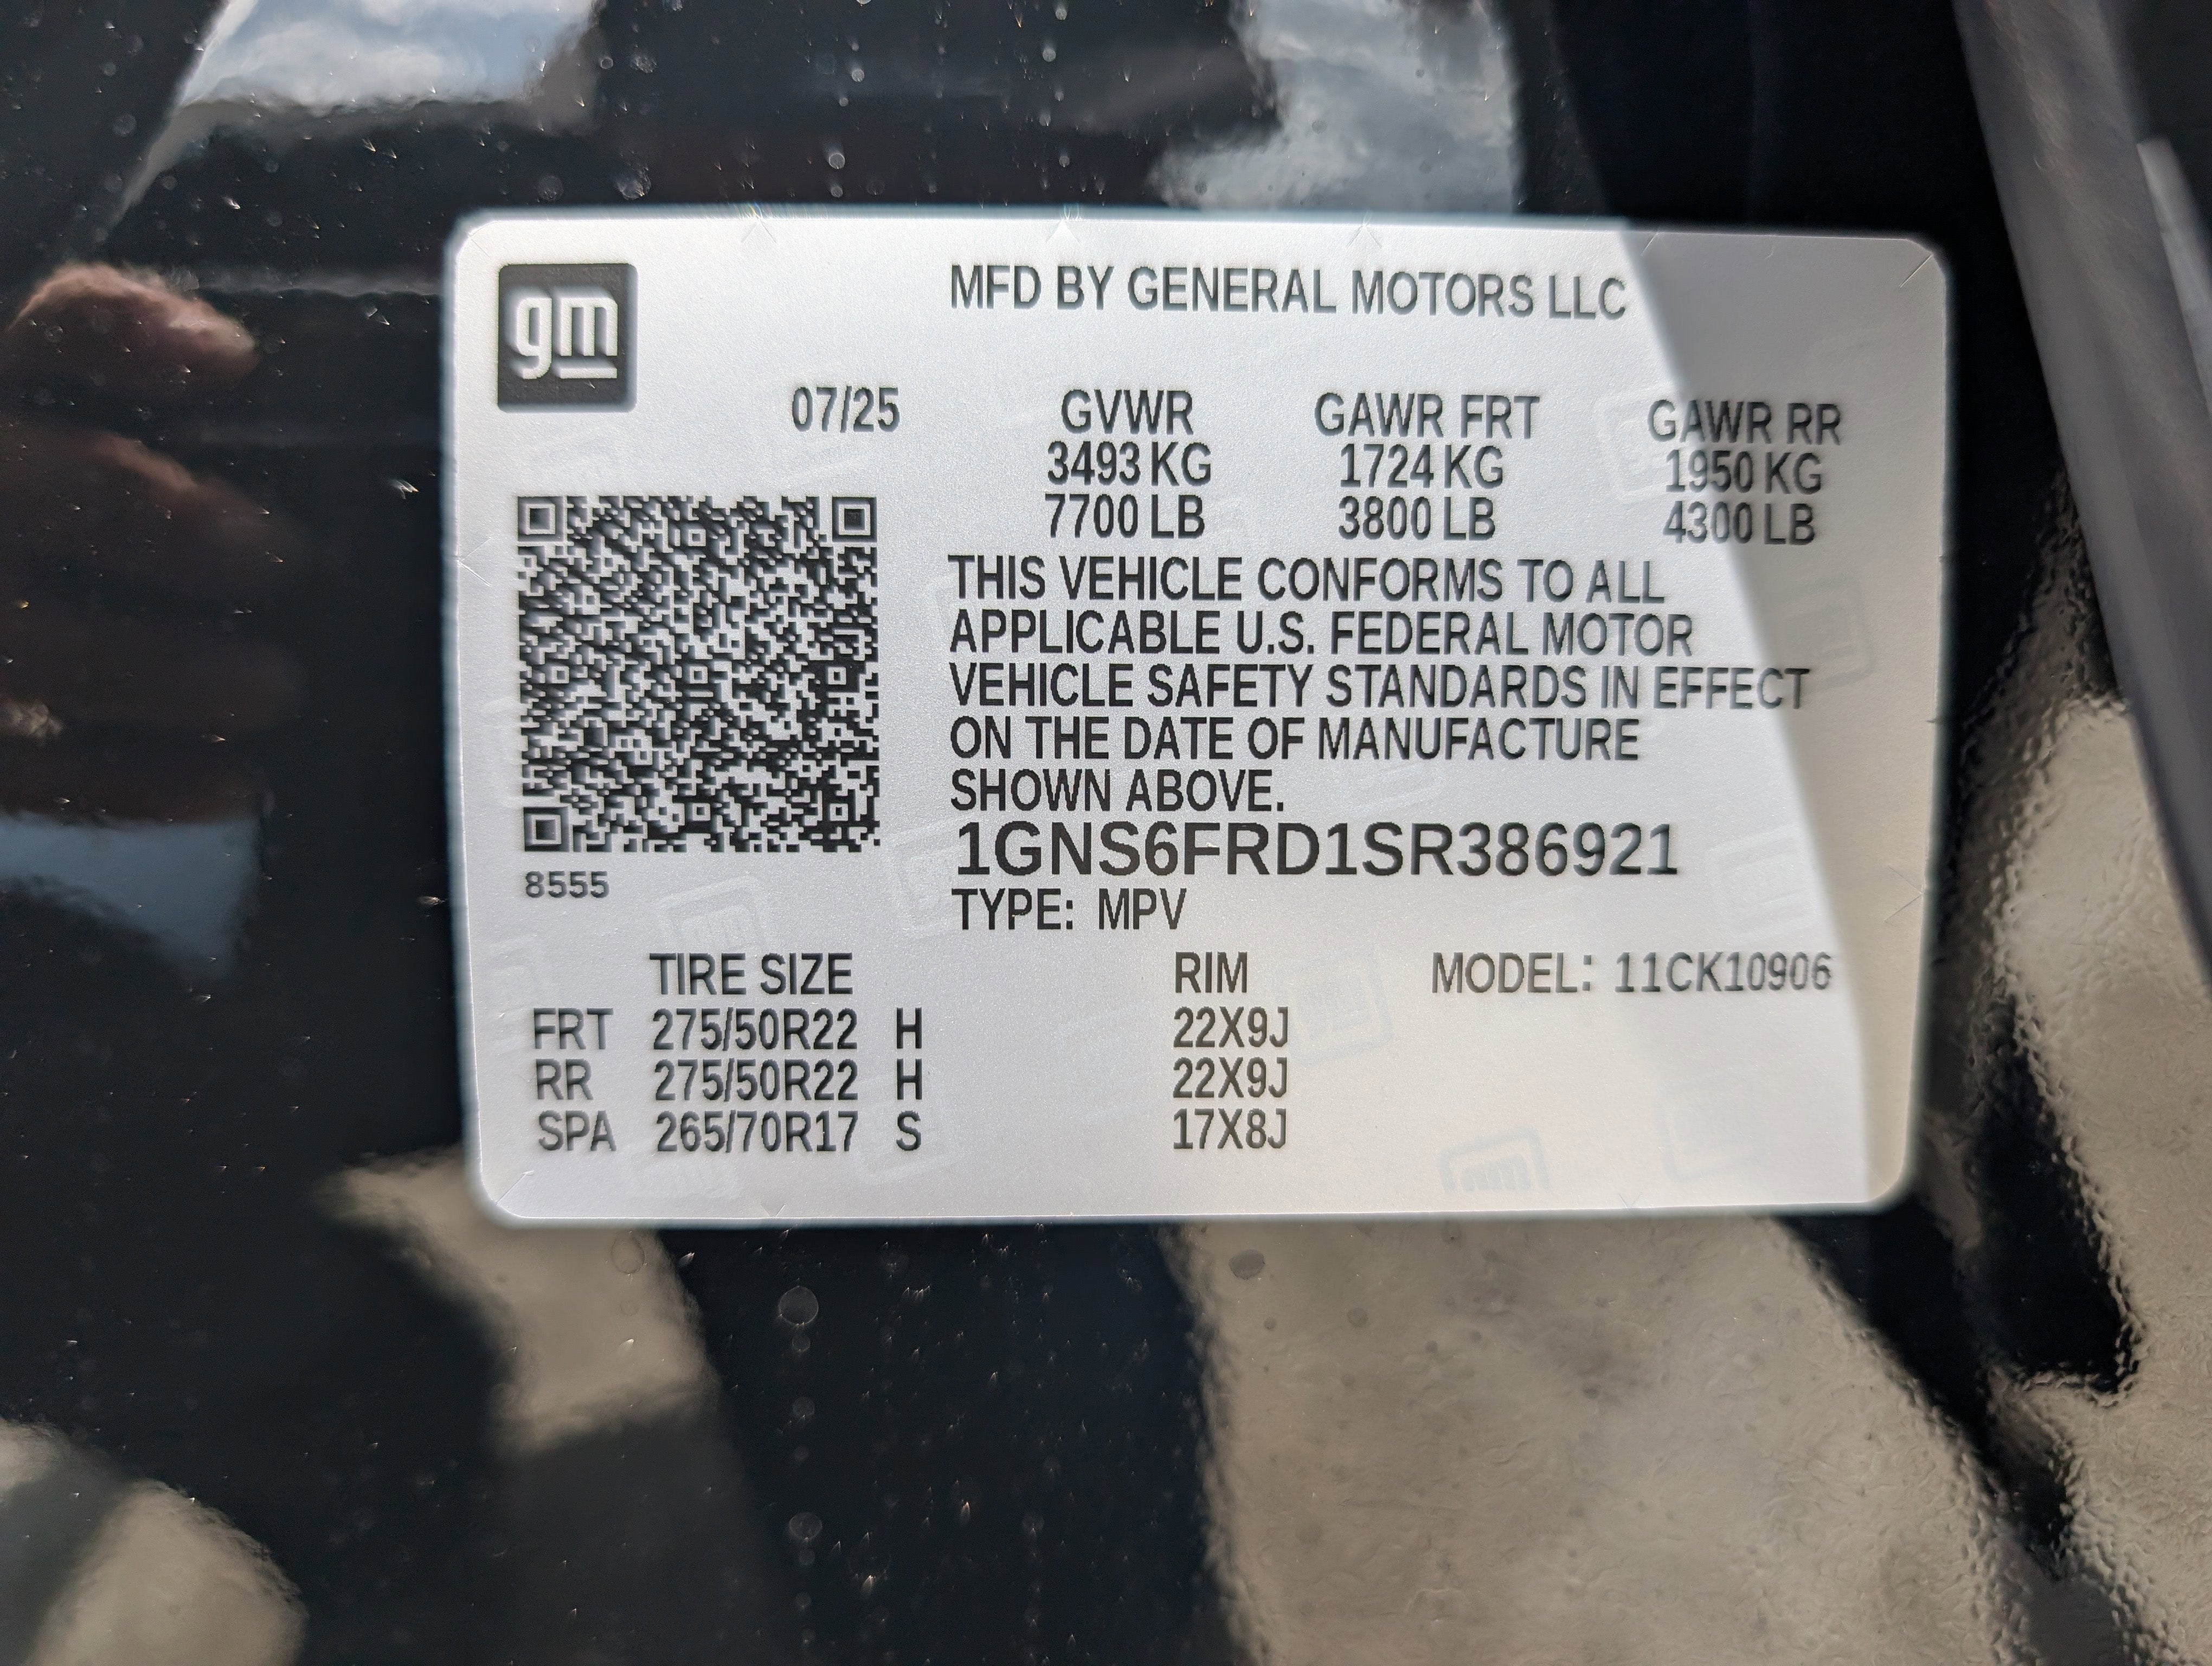 gm
MFD BY GENERAL MOTORS LLC
07/25 GVWR GAWR FRT GAWR RR
3493 KG 1724 KG 1950 KG
7700 LB 3800 LB 4300 LB
THIS VEHICLE CONFORMS TO ALL
APPLICABLE U.S. FEDERAL MOTOR
VEHICLE SAFETY STANDARDS IN EFFECT
ON THE DATE OF MANUFACTURE
SHOWN ABOVE.
1GNS6FRD1SR386921
8555
TYPE: MPV
TIRE SIZE RIM MODEL: 11CK10906
FRT 275/50R22 H 22X9J
RR 275/50R22 H 22X9J
SPA 265/70R17 S 17X8J